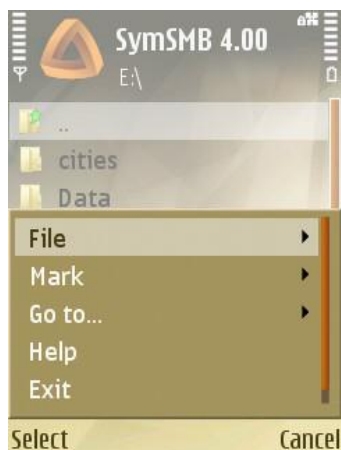 SymSMB 4.00
E:\
..
cities
Data
File
Mark
Go to...
Help
Exit
Select Cancel